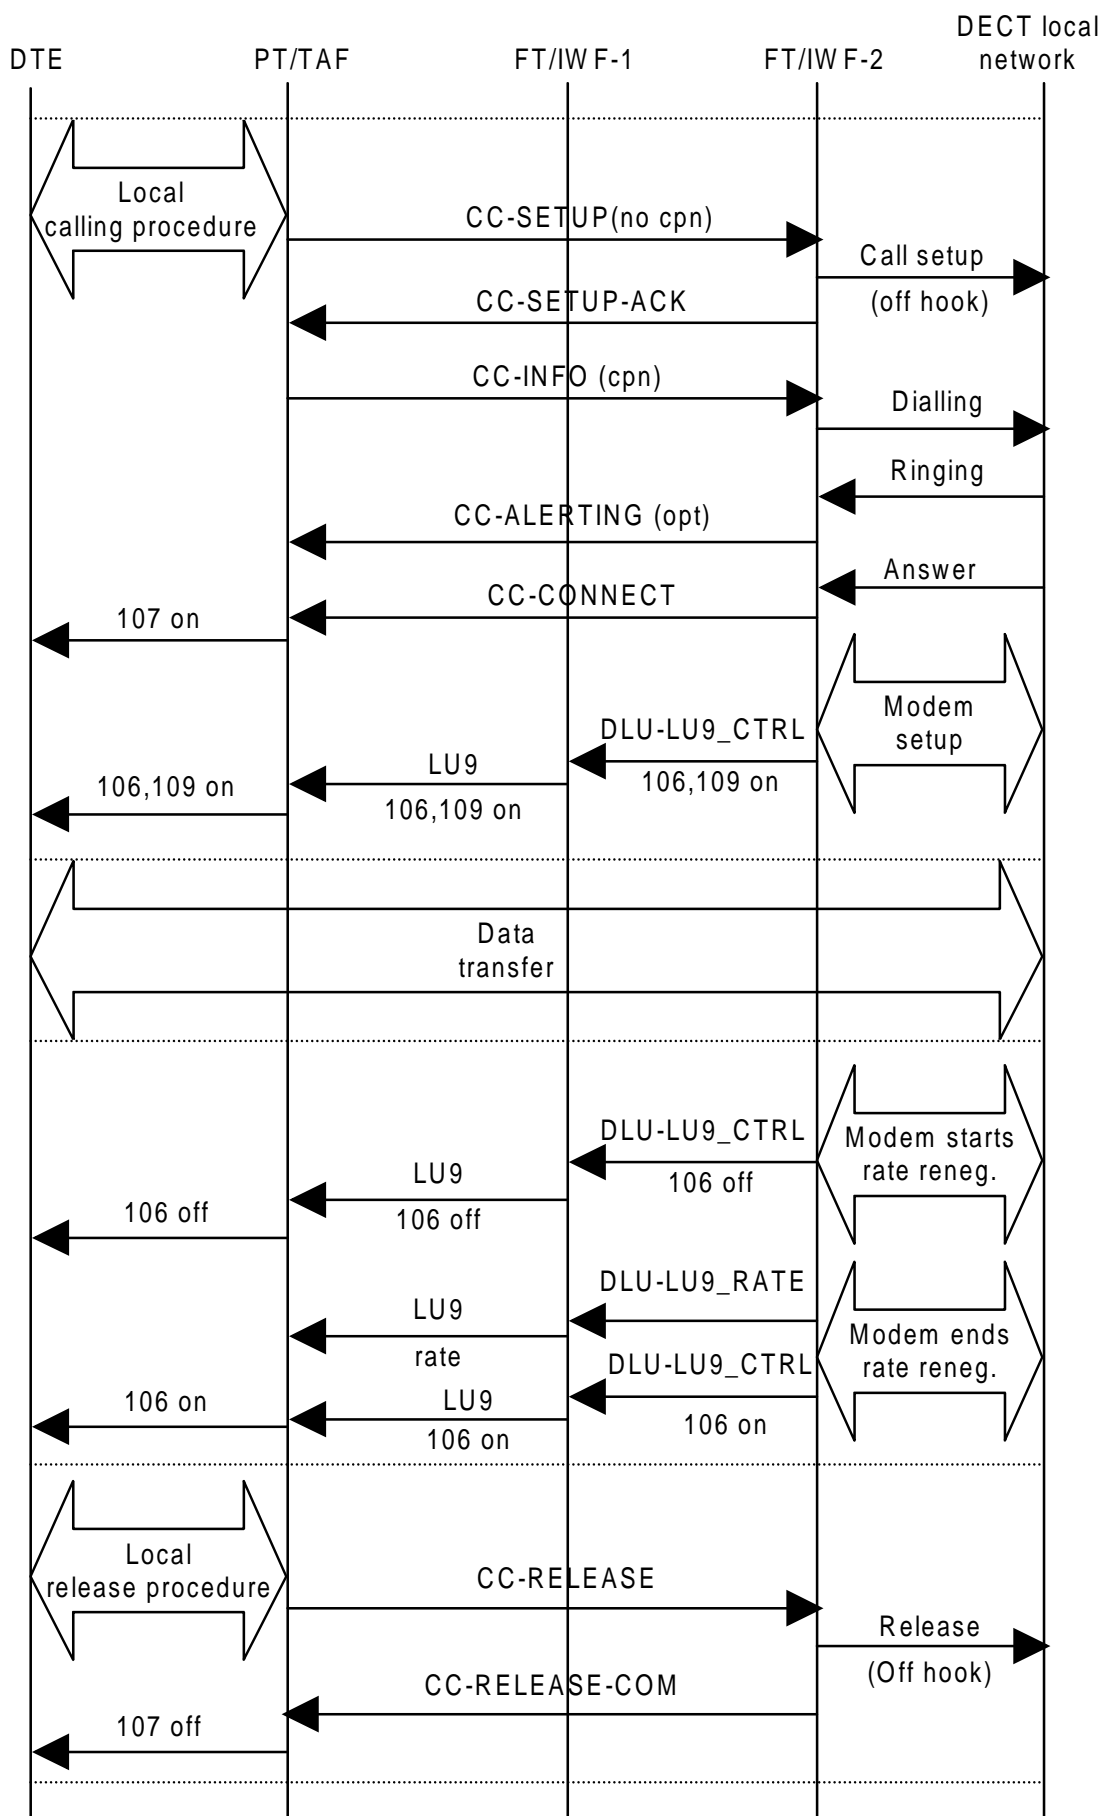 DECT local
network
DTE
PT/TAF
FT/IWF-1
FT/IWF-2
Local
calling procedure
CC-SETUP(no cpn)
Call setup
(off hook)
CC-SETUP-ACK
CC-INFO (cpn)
Dialling
Ringing
CC-ALERTING (opt)
Answer
CC-CONNECT
107 on
Modem
setup
DLU-LU9_CTRL
106,109 on
LU9
106,109 on
106,109 on
Data
transfer
DLU-LU9_CTRL
106 off
Modem starts
rate reneg.
LU9
106 off
106 off
DLU-LU9_RATE
LU9
rate
Modem ends
rate reneg.
DLU-LU9_CTRL
106 on
LU9
106 on
106 on
Local
release procedure
CC-RELEASE
Release
(Off hook)
CC-RELEASE-COM
107 off